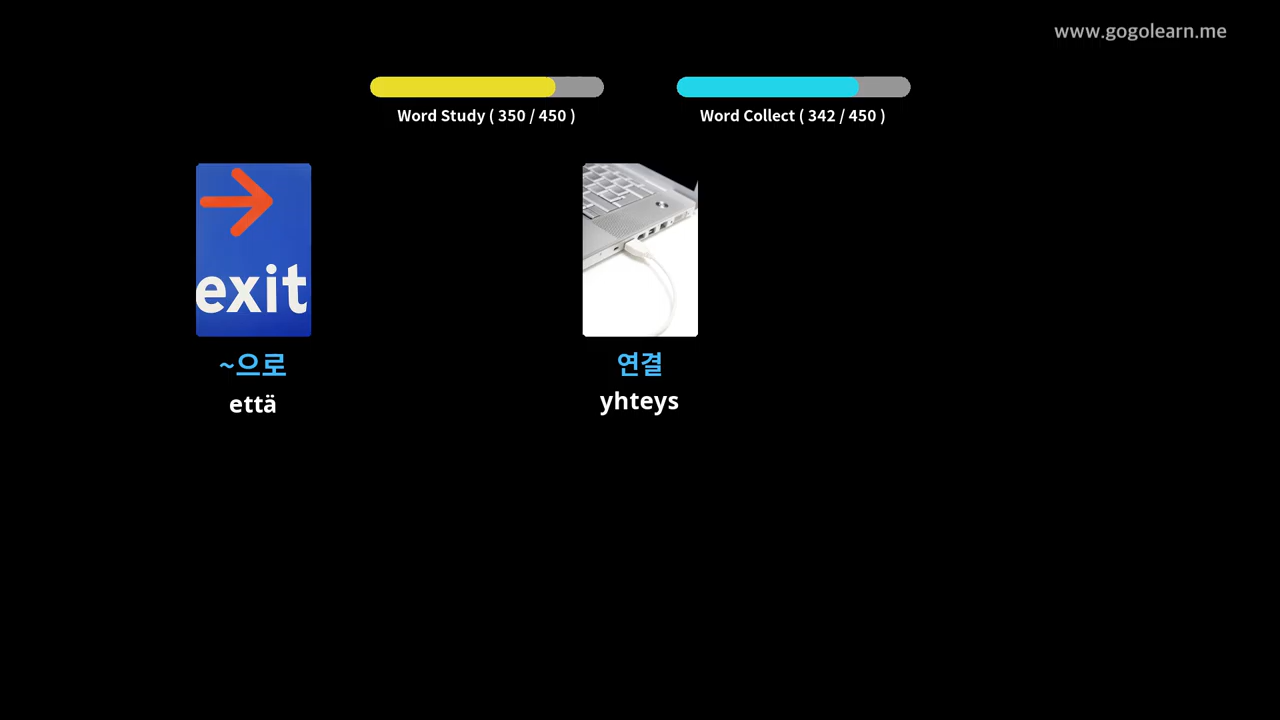 www.gogolearn.me
Word Study ( 350 / 450 )
Word Collect ( 342 / 450 )
exit
~으로
että
연결
yhteys